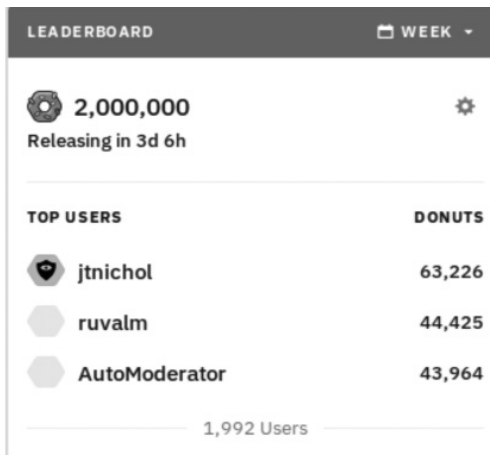 LEADERBOARD WEEK
2,000,000
Releasing in 3d 6h
TOP USERS DONUTS
jtnichol 63,226
ruvalm 44,425
AutoModerator 43,964
1,992 Users